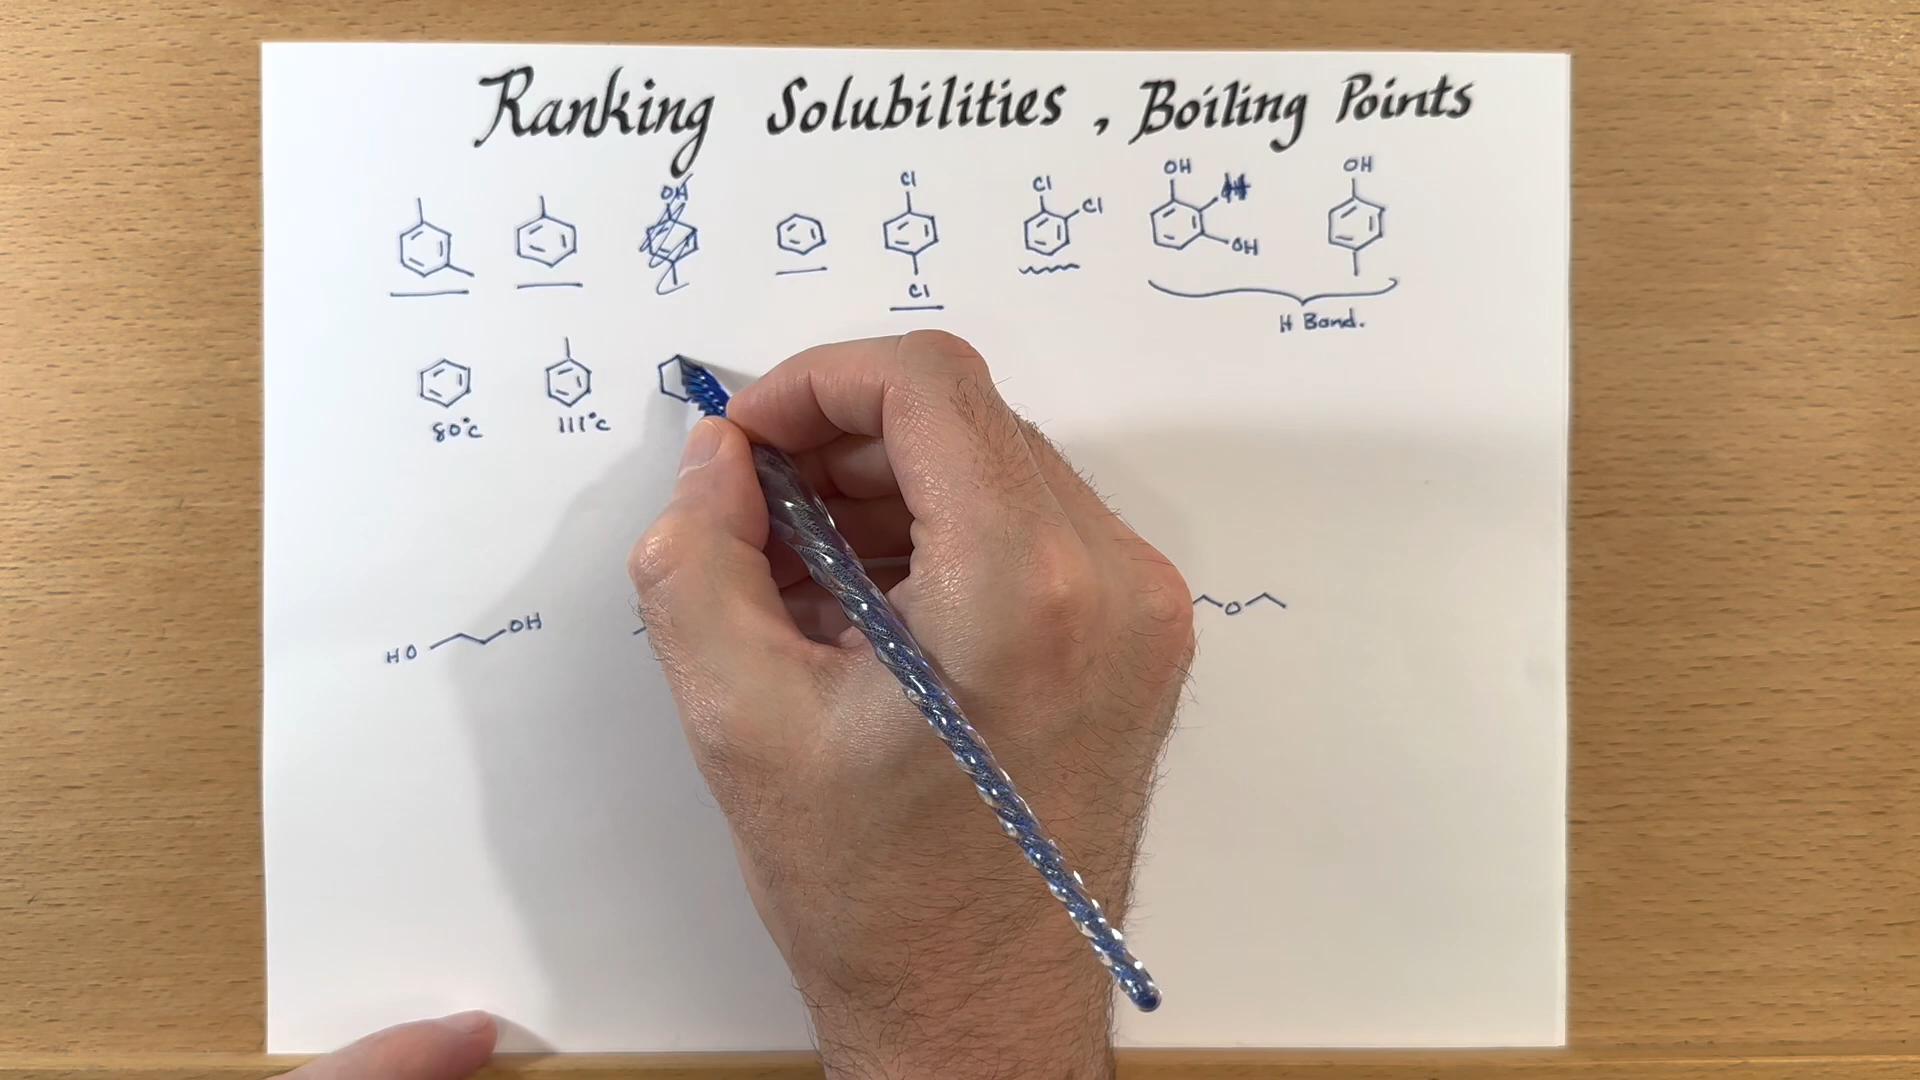 Ranking Solubilities, Boiling Points
OH
Cl
Cl
Cl
Cl
OH
OH
OH
H Bond.
80°C
111°C
HO
OH
O